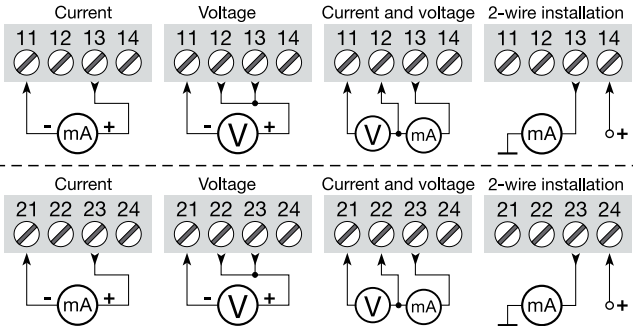 Current Voltage Current and voltage 2-wire installation
11 12 13 14 11 12 13 14 11 12 13 14 11 12 13 14
- mA + - V + V mA mA +
Current Voltage Current and voltage 2-wire installation
21 22 23 24 21 22 23 24 21 22 23 24 21 22 23 24
- mA + - V + V mA mA +